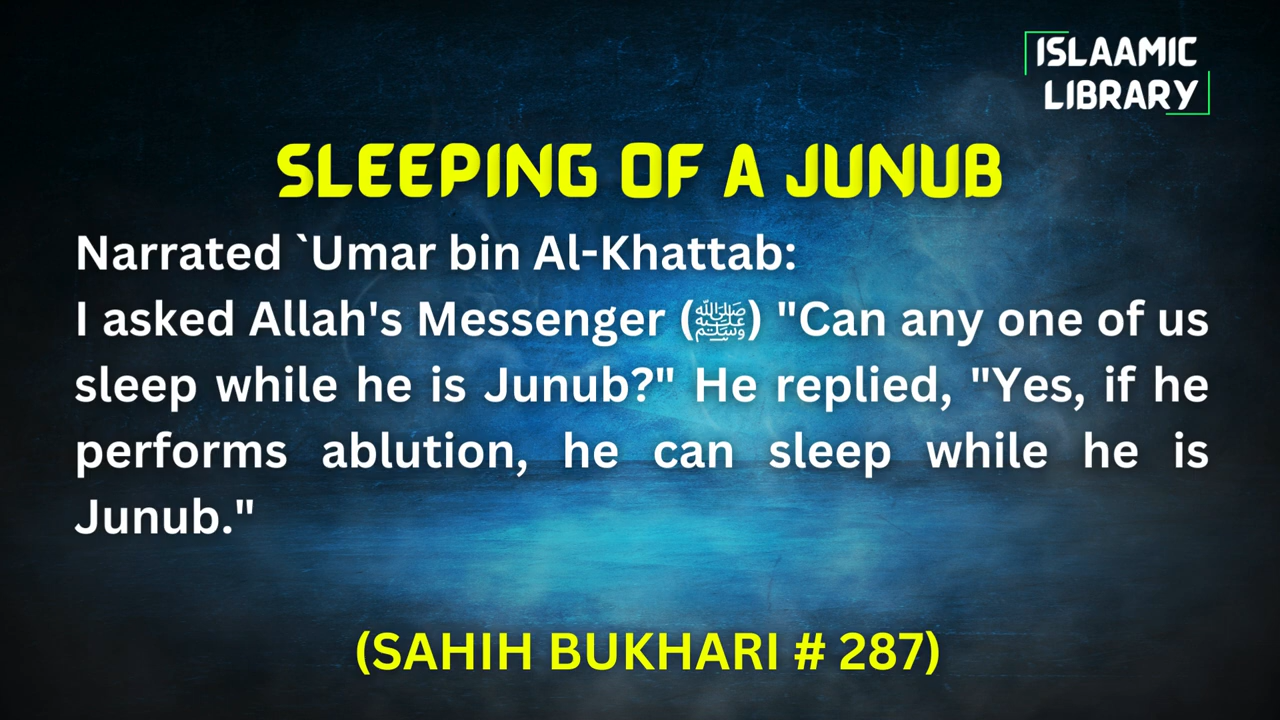 ISLAAMIC
LIBRARY
SLEEPING OF A JUNUB
Narrated `Umar bin Al-Khattab:
I asked Allah's Messenger (ﷺ) "Can any one of us
sleep while he is Junub?" He replied, "Yes, if he
performs ablution, he can sleep while he is
Junub."
(SAHIH BUKHARI # 287)